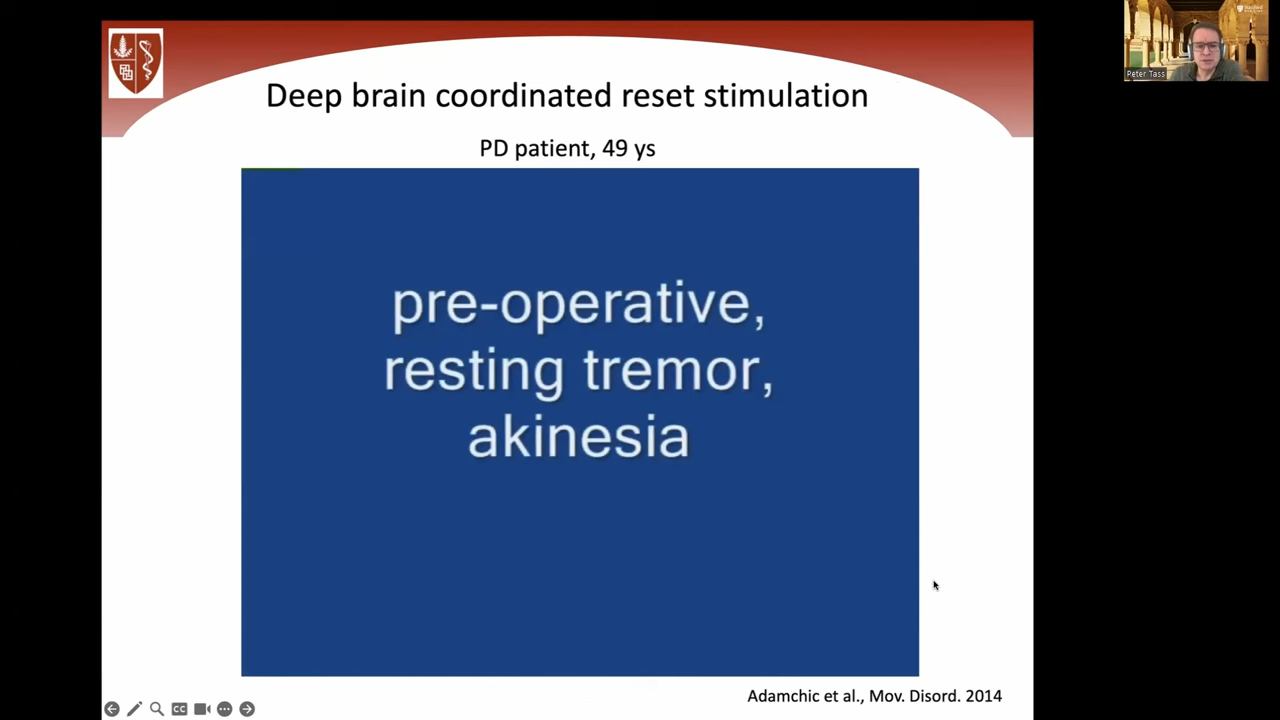 Deep brain coordinated reset stimulation
PD patient, 49 ys
pre-operative,
resting tremor,
akinesia
Adamchic et al., Mov. Disord. 2014
Peter Tass
CC